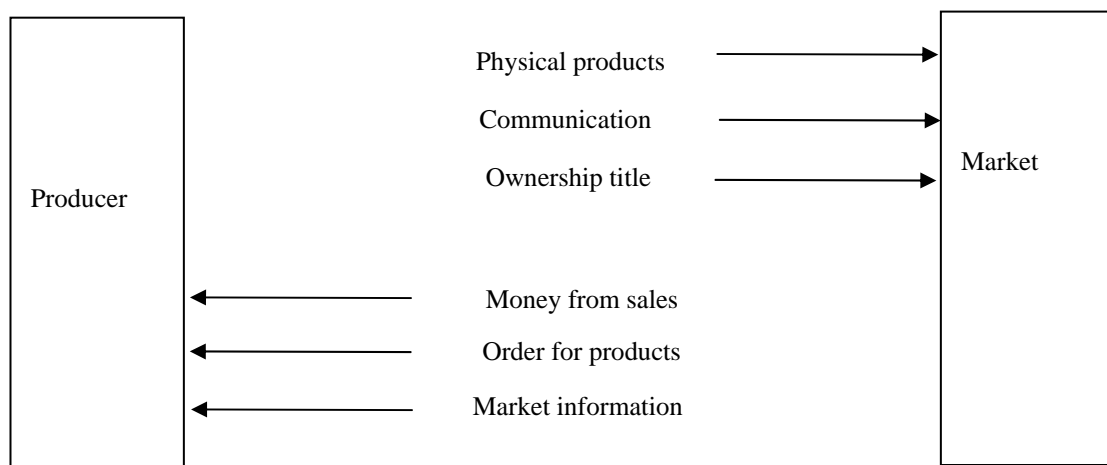 Physical products
Communication
Ownership title
Market
Producer
Money from sales
Order for products
Market information